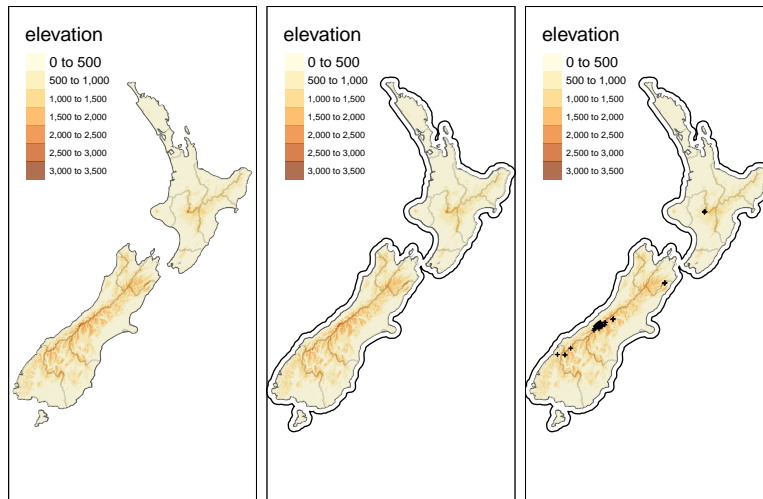 elevation
0 to 500
500 to 1,000
1,000 to 1,500
1,500 to 2,000
2,000 to 2,500
2,500 to 3,000
3,000 to 3,500
elevation
0 to 500
500 to 1,000
1,000 to 1,500
1,500 to 2,000
2,000 to 2,500
2,500 to 3,000
3,000 to 3,500
elevation
0 to 500
500 to 1,000
1,000 to 1,500
1,500 to 2,000
2,000 to 2,500
2,500 to 3,000
3,000 to 3,500